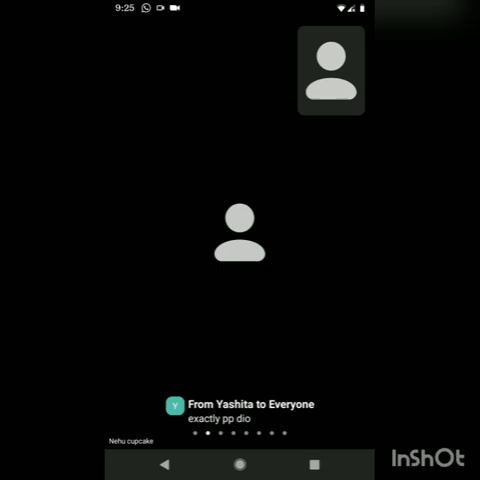 9:25
Y
From Yashita to Everyone
exactly pp dio
Nehu cupcake
InShOt